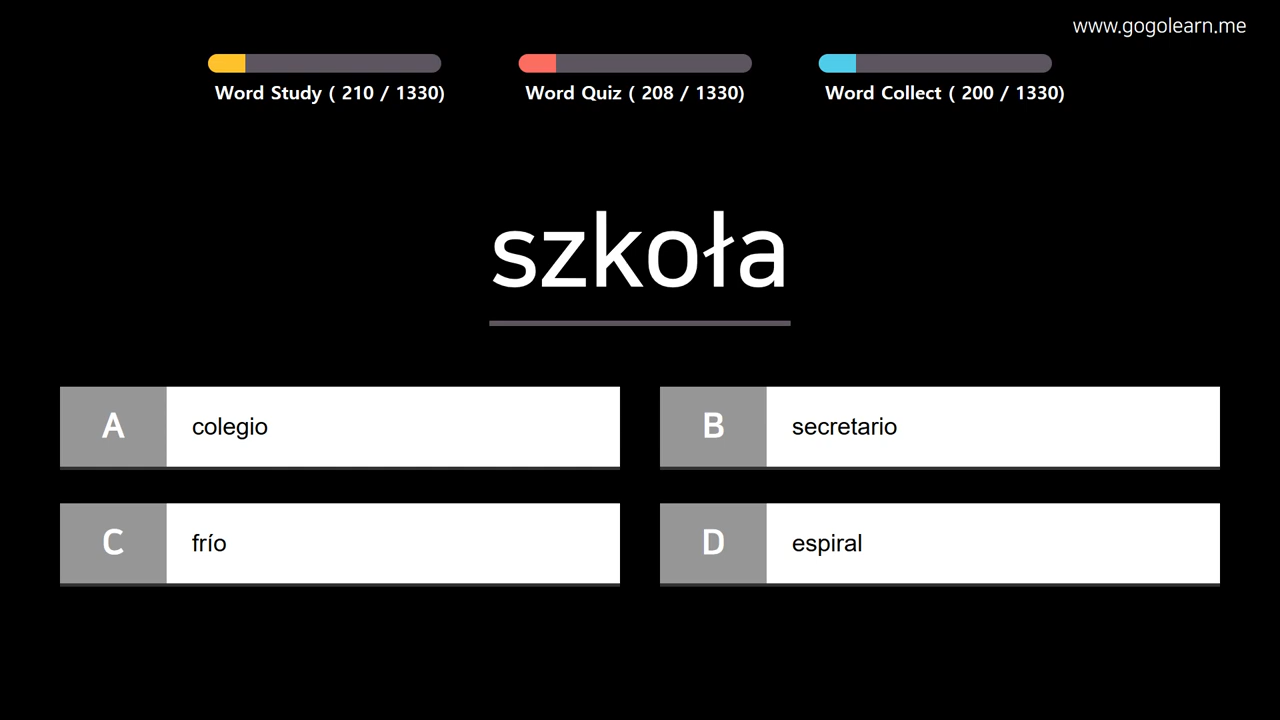 www.gogolearn.me
Word Study ( 210 / 1330)
Word Quiz ( 208 / 1330)
Word Collect ( 200 / 1330)
szkoła
A colegio
B secretario
C frío
D espiral